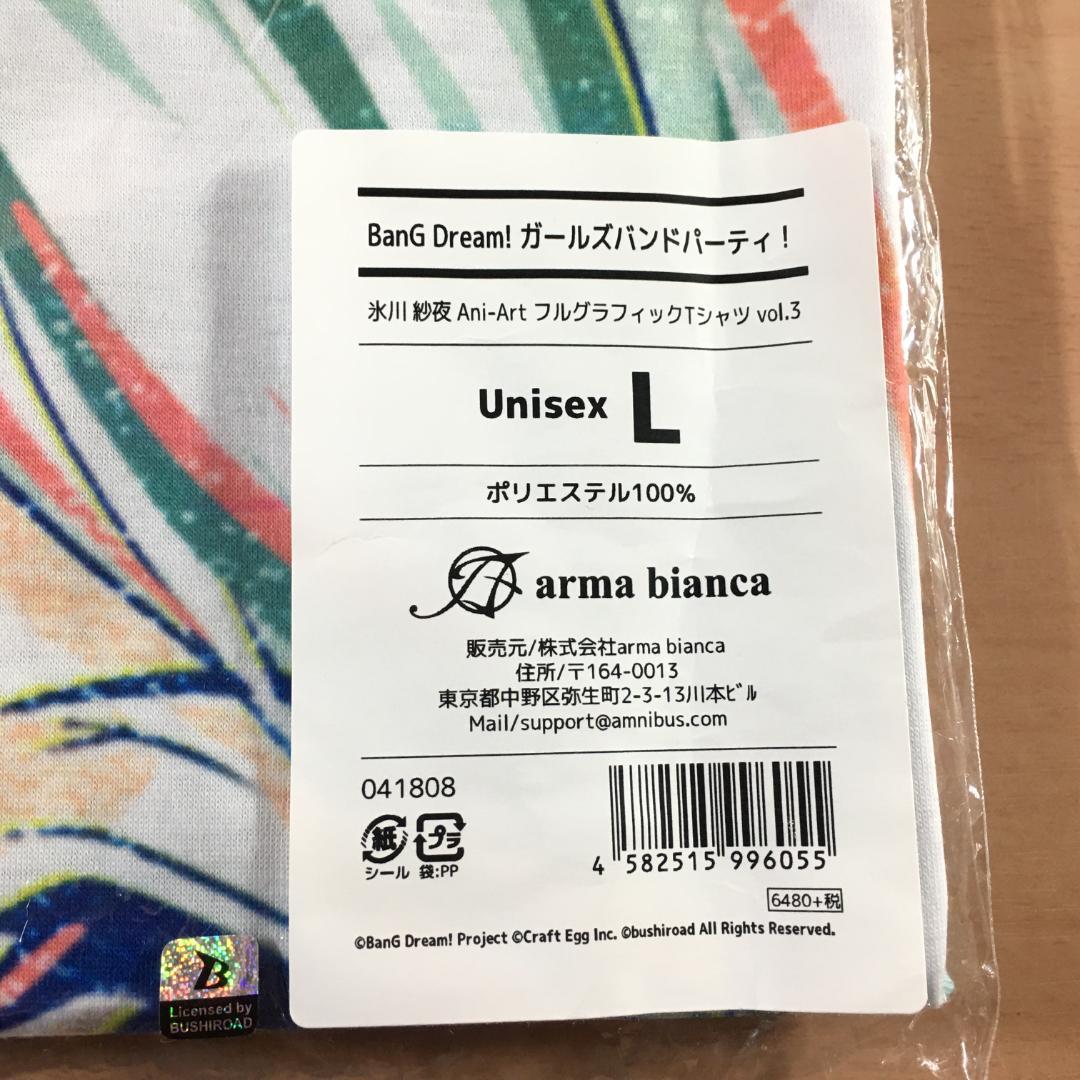 BanG Dream! ガールズバンドパーティ!
氷川 紗夜 Ani-Art フルグラフィックTシャツ vol.3
Unisex L
ポリエステル100%
arma bianca
販売元/株式会社arma bianca
住所/〒164-0013
東京都中野区弥生町2-3-13川本ﾋﾞﾙ
Mail/support@amnibus.com
041808
紙 プラ
シール 袋:PP
4 582515 996055
6480+税
©BanG Dream! Project ©Craft Egg Inc. ©bushiroad All Rights Reserved.
B
Licensed by
BUSHIROAD